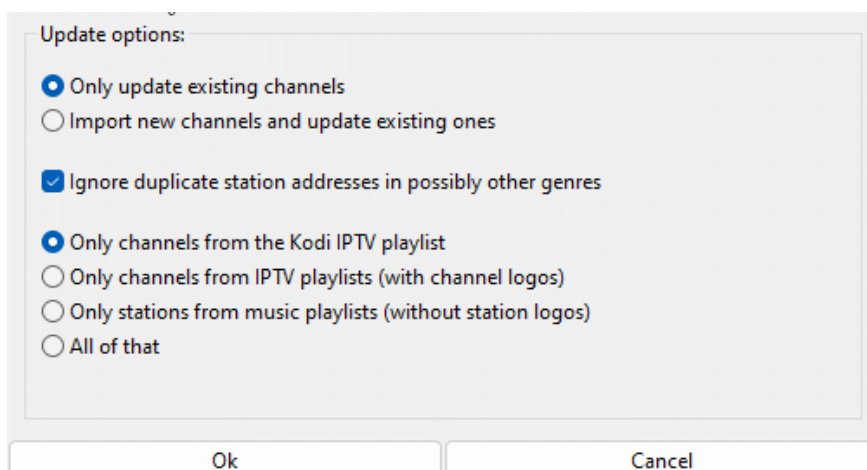 Update options:
Only update existing channels
Import new channels and update existing ones
Ignore duplicate station addresses in possibly other genres
Only channels from the Kodi IPTV playlist
Only channels from IPTV playlists (with channel logos)
Only stations from music playlists (without station logos)
All of that
Ok
Cancel